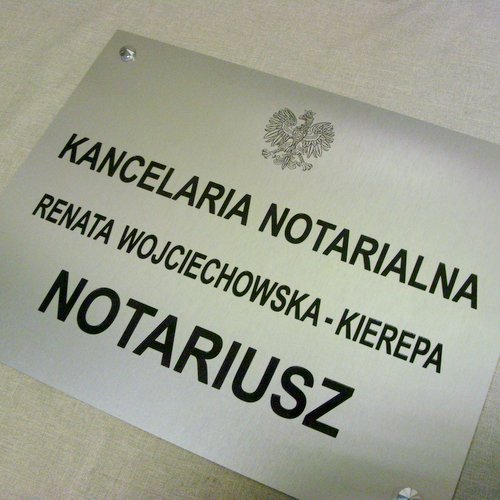 KANCELARIA NOTARIALNA
RENATA WOJCIECHOWSKA - KIEREPA
NOTARIUSZ